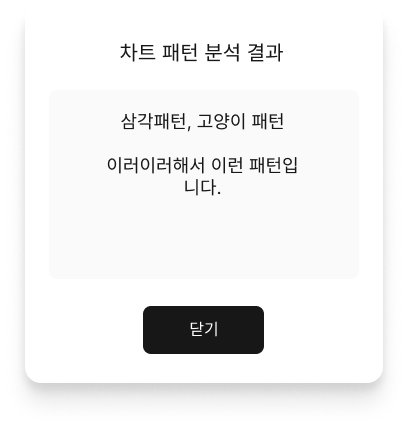 차트 패턴 분석 결과
삼각패턴, 고양이 패턴
이러이러해서 이런 패턴입
니다.
닫기